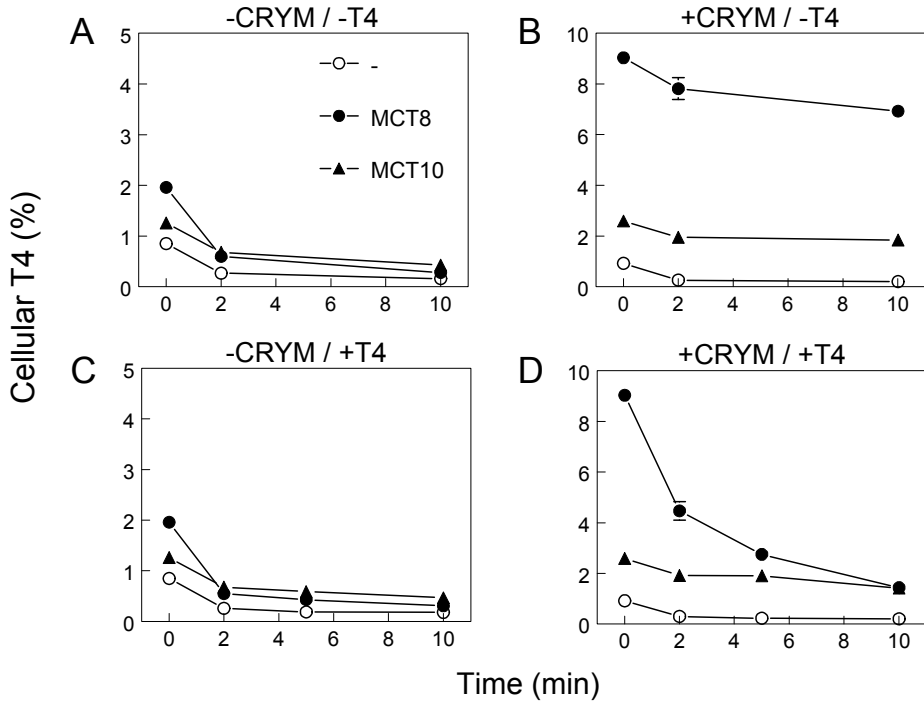 A
-CRYM / -T4
5
4
3
2
1
0
0 2 4 6 8 10
-
MCT8
MCT10
B
+CRYM / -T4
10
8
6
4
2
0
0 2 4 6 8 10
Cellular T4 (%)
C
-CRYM / +T4
5
4
3
2
1
0
0 2 4 6 8 10
D
+CRYM / +T4
10
8
6
4
2
0
0 2 4 6 8 10
Time (min)